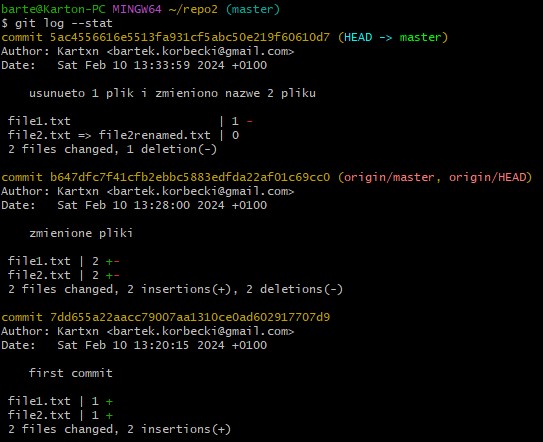 barte@Karton-PC MINGW64 ~/repo2 (master)
$ git log --stat
commit 5ac4556616e5513fa931cf5abc50e219f60610d7 (HEAD -> master)
Author: Kartxn <bartek.korbecki@gmail.com>
Date:   Sat Feb 10 13:33:59 2024 +0100
    usunueto 1 plik i zmieniono nazwe 2 pliku
 file1.txt                     | 1 -
 file2.txt => file2renamed.txt | 0
 2 files changed, 1 deletion(-)
commit b647dfc7f41cfb2ebbc5883edfda22af01c69cc0 (origin/master, origin/HEAD)
Author: Kartxn <bartek.korbecki@gmail.com>
Date:   Sat Feb 10 13:28:00 2024 +0100
    zmienione pliki
 file1.txt | 2 +-
 file2.txt | 2 +-
 2 files changed, 2 insertions(+), 2 deletions(-)
commit 7dd655a22aacc79007aa1310ce0ad602917707d9
Author: Kartxn <bartek.korbecki@gmail.com>
Date:   Sat Feb 10 13:20:15 2024 +0100
    first commit
 file1.txt | 1 +
 file2.txt | 1 +
 2 files changed, 2 insertions(+)